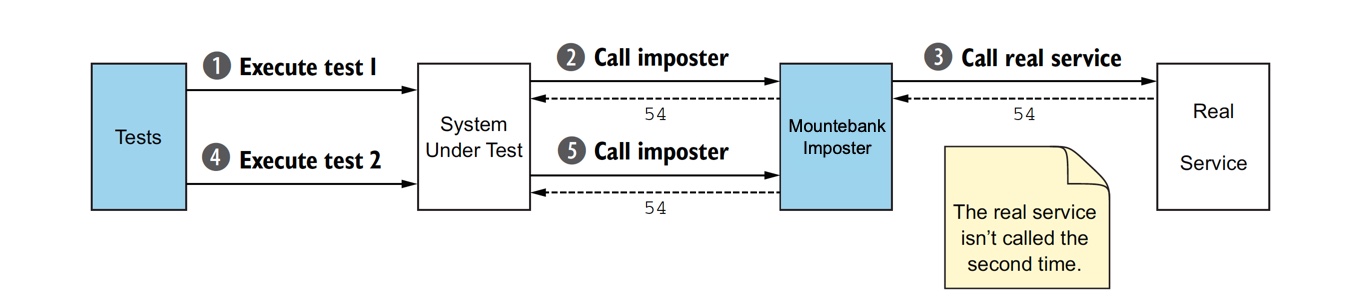 1 Execute test 1
2 Call imposter
3 Call real service
Tests
System
Under Test
Mountebank
Imposter
Real
Service
54
54
4 Execute test 2
5 Call imposter
54
The real service
isn't called the
second time.